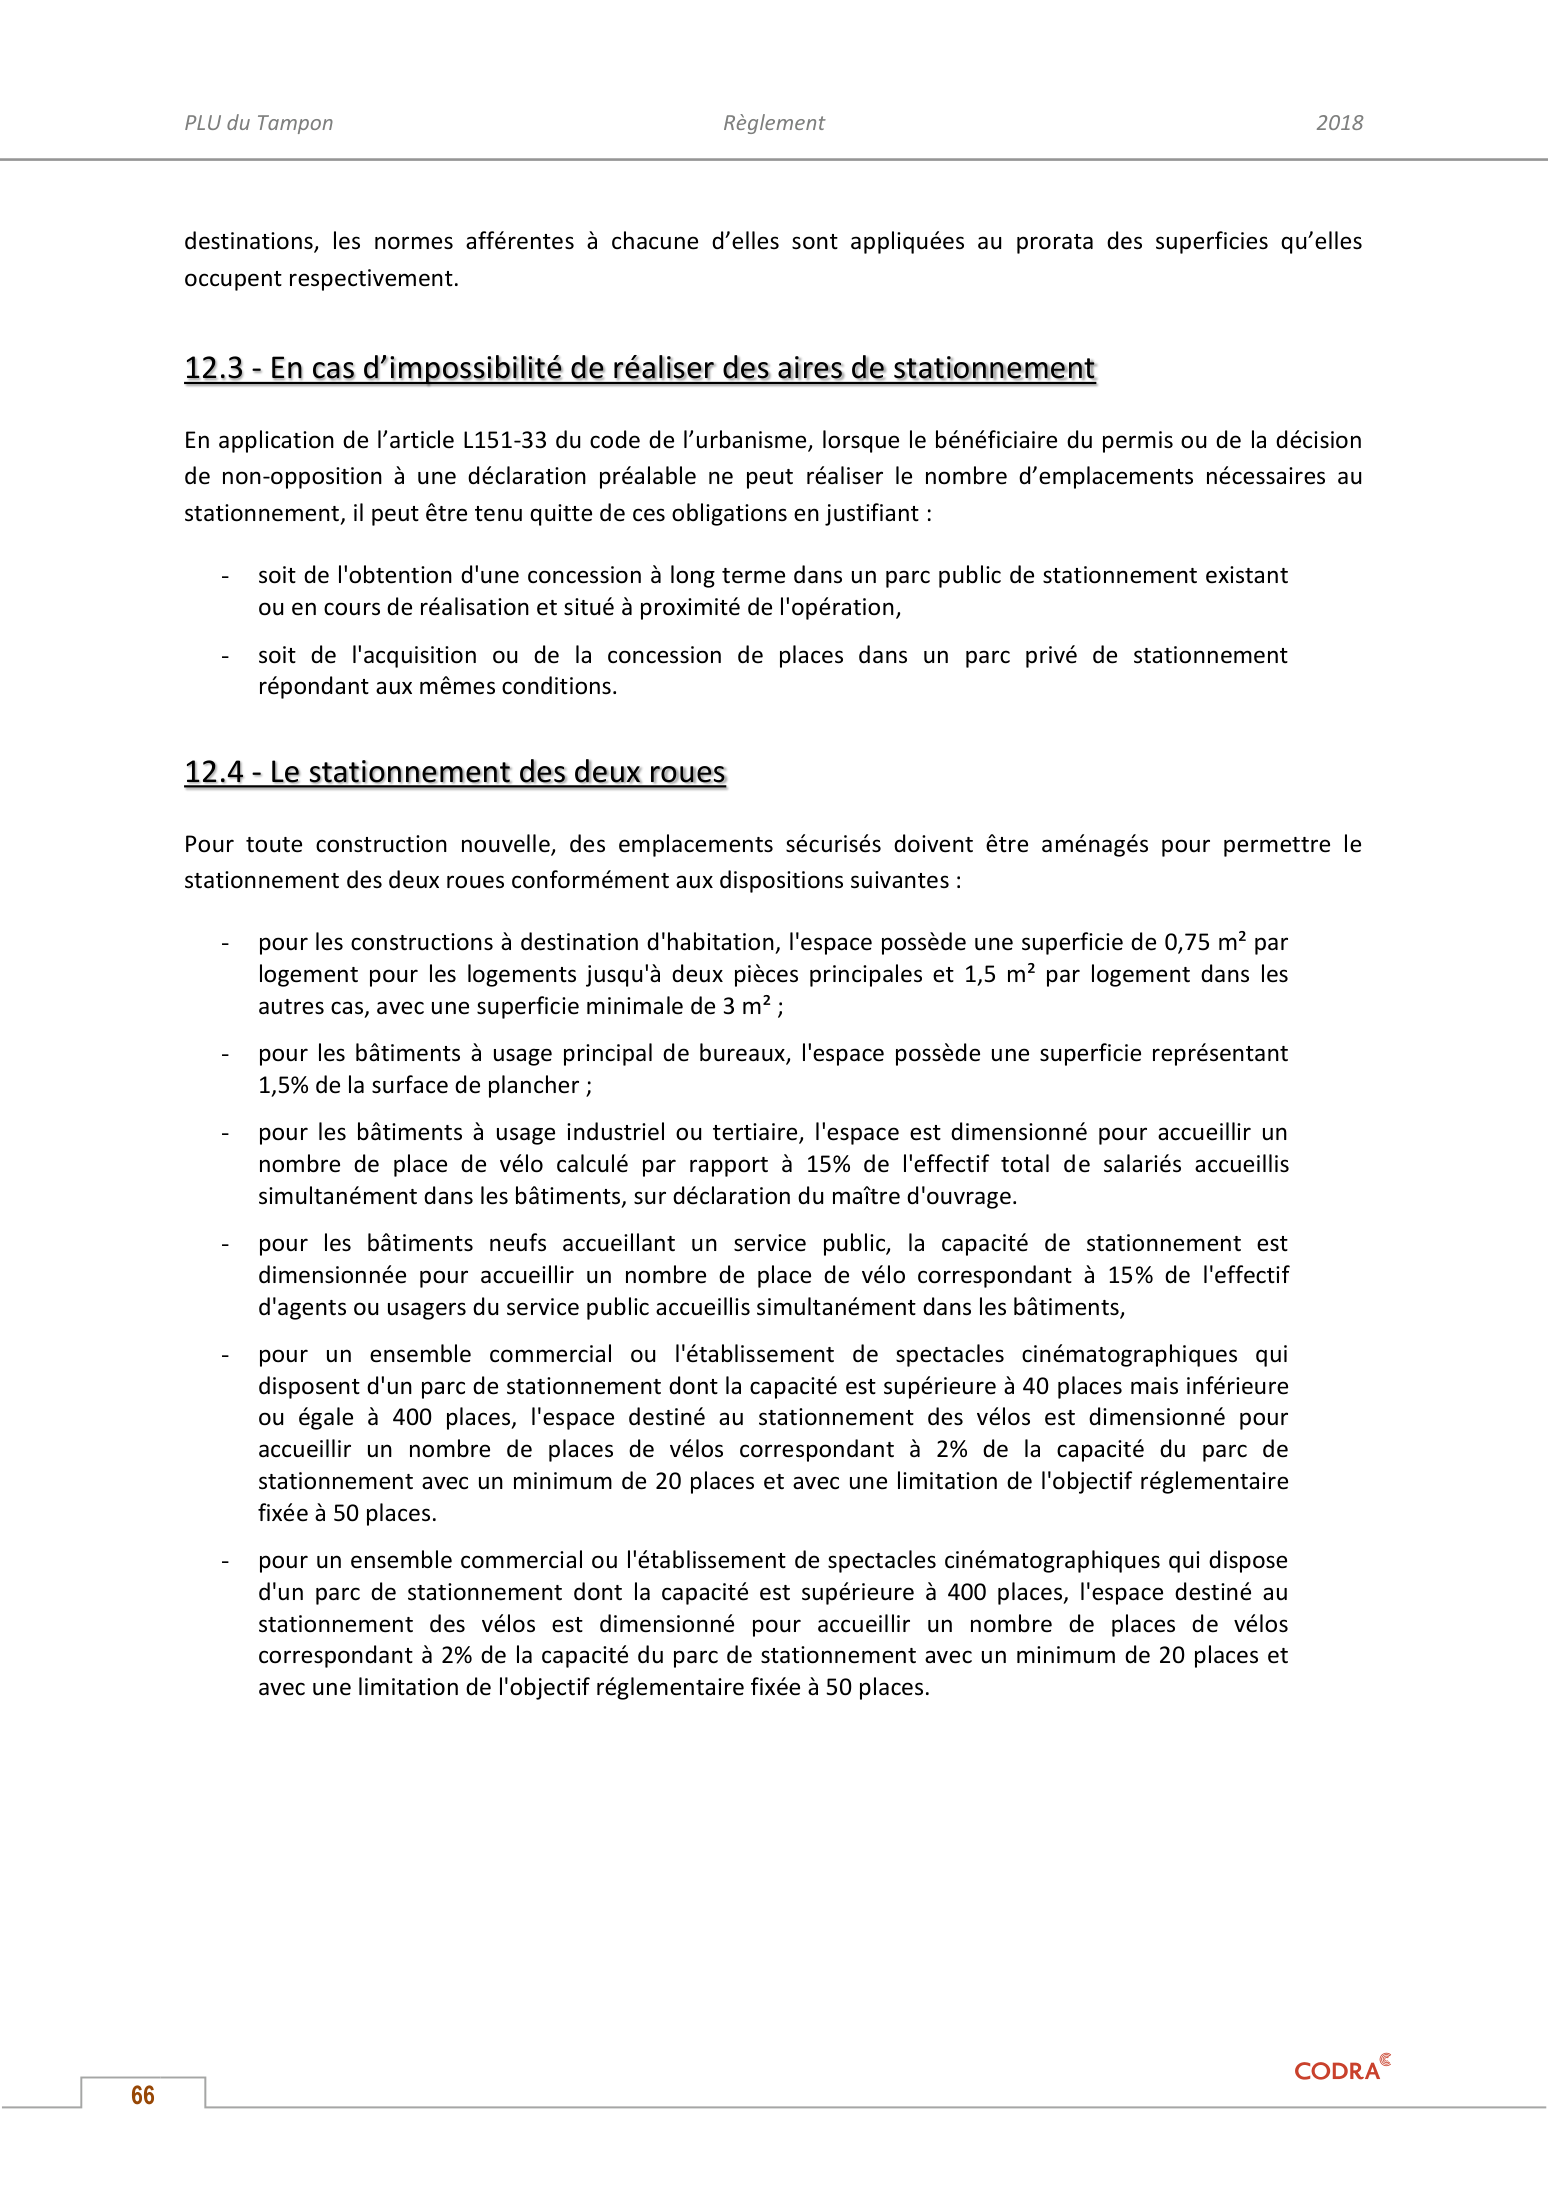 PLU du Tampon Règlement 2018
destinations, les normes afférentes à chacune d’elles sont appliquées au prorata des superficies qu’elles
occupent respectivement.
12.3 - En cas d’impossibilité de réaliser des aires de stationnement
En application de l’article L151-33 du code de l’urbanisme, lorsque le bénéficiaire du permis ou de la décision
de non-opposition à une déclaration préalable ne peut réaliser le nombre d’emplacements nécessaires au
stationnement, il peut être tenu quitte de ces obligations en justifiant :
- soit de l'obtention d'une concession à long terme dans un parc public de stationnement existant
ou en cours de réalisation et situé à proximité de l'opération,
- soit de l'acquisition ou de la concession de places dans un parc privé de stationnement
répondant aux mêmes conditions.
12.4 - Le stationnement des deux roues
Pour toute construction nouvelle, des emplacements sécurisés doivent être aménagés pour permettre le
stationnement des deux roues conformément aux dispositions suivantes :
- pour les constructions à destination d'habitation, l'espace possède une superficie de 0,75 m² par
logement pour les logements jusqu'à deux pièces principales et 1,5 m² par logement dans les
autres cas, avec une superficie minimale de 3 m² ;
- pour les bâtiments à usage principal de bureaux, l'espace possède une superficie représentant
1,5% de la surface de plancher ;
- pour les bâtiments à usage industriel ou tertiaire, l'espace est dimensionné pour accueillir un
nombre de place de vélo calculé par rapport à 15% de l'effectif total de salariés accueillis
simultanément dans les bâtiments, sur déclaration du maître d'ouvrage.
- pour les bâtiments neufs accueillant un service public, la capacité de stationnement est
dimensionnée pour accueillir un nombre de place de vélo correspondant à 15% de l'effectif
d'agents ou usagers du service public accueillis simultanément dans les bâtiments,
- pour un ensemble commercial ou l'établissement de spectacles cinématographiques qui
disposent d'un parc de stationnement dont la capacité est supérieure à 40 places mais inférieure
ou égale à 400 places, l'espace destiné au stationnement des vélos est dimensionné pour
accueillir un nombre de places de vélos correspondant à 2% de la capacité du parc de
stationnement avec un minimum de 20 places et avec une limitation de l'objectif réglementaire
fixée à 50 places.
- pour un ensemble commercial ou l'établissement de spectacles cinématographiques qui dispose
d'un parc de stationnement dont la capacité est supérieure à 400 places, l'espace destiné au
stationnement des vélos est dimensionné pour accueillir un nombre de places de vélos
correspondant à 2% de la capacité du parc de stationnement avec un minimum de 20 places et
avec une limitation de l'objectif réglementaire fixée à 50 places.
CODRA
66